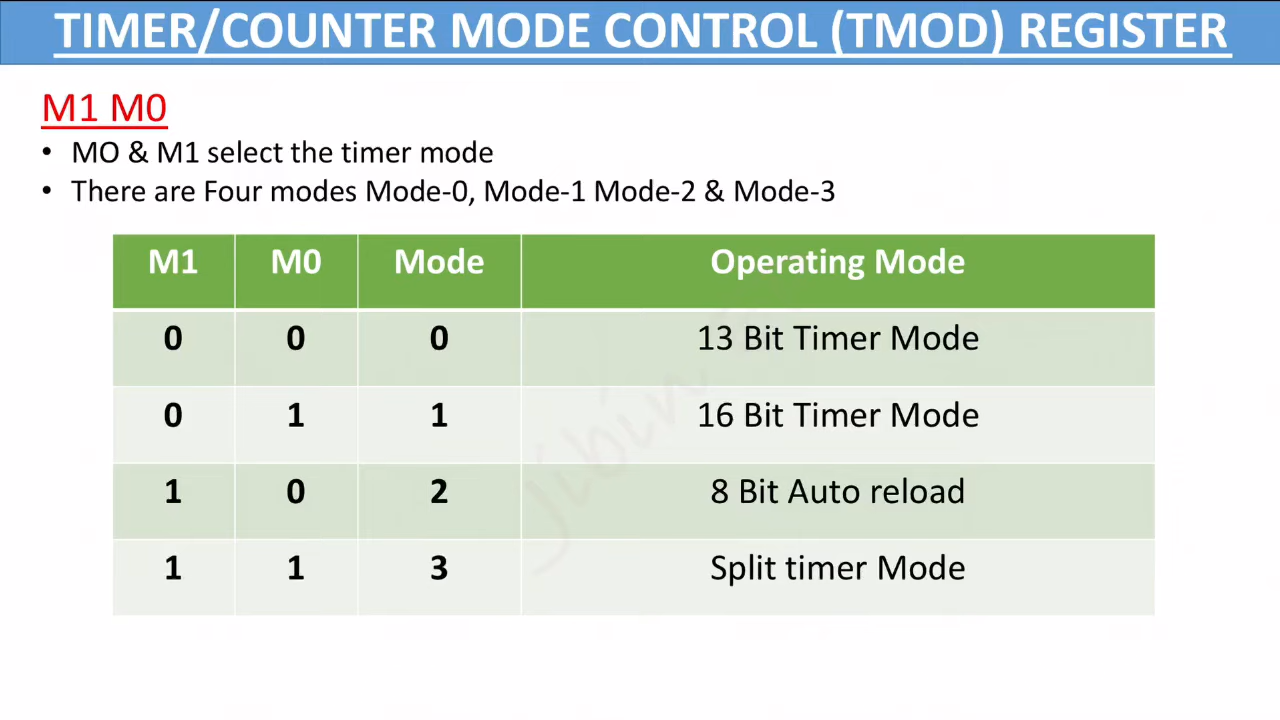 TIMER/COUNTER MODE CONTROL (TMOD) REGISTER
M1 M0
• MO & M1 select the timer mode
• There are Four modes Mode-0, Mode-1 Mode-2 & Mode-3
M1 M0 Mode Operating Mode
0 0 0 13 Bit Timer Mode
0 1 1 16 Bit Timer Mode
1 0 2 8 Bit Auto reload
1 1 3 Split timer Mode
jibin